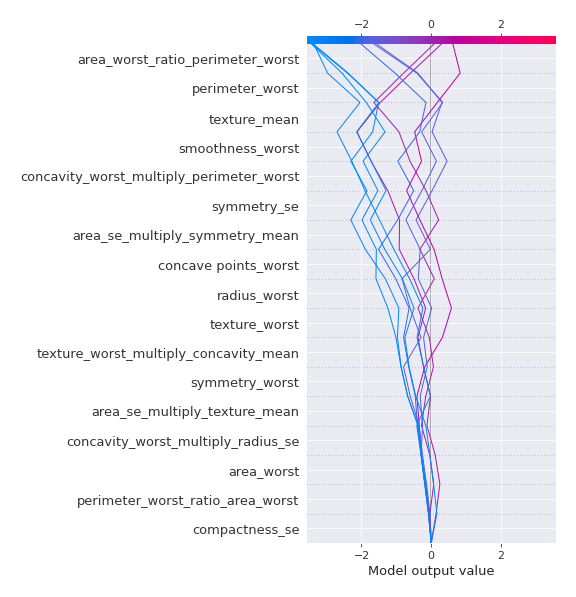 −2 0 2
area_worst_ratio_perimeter_worst
perimeter_worst
texture_mean
smoothness_worst
concavity_worst_multiply_perimeter_worst
symmetry_se
area_se_multiply_symmetry_mean
concave points_worst
radius_worst
texture_worst
texture_worst_multiply_concavity_mean
symmetry_worst
area_se_multiply_texture_mean
concavity_worst_multiply_radius_se
area_worst
perimeter_worst_ratio_area_worst
compactness_se
−2 0 2
Model output value